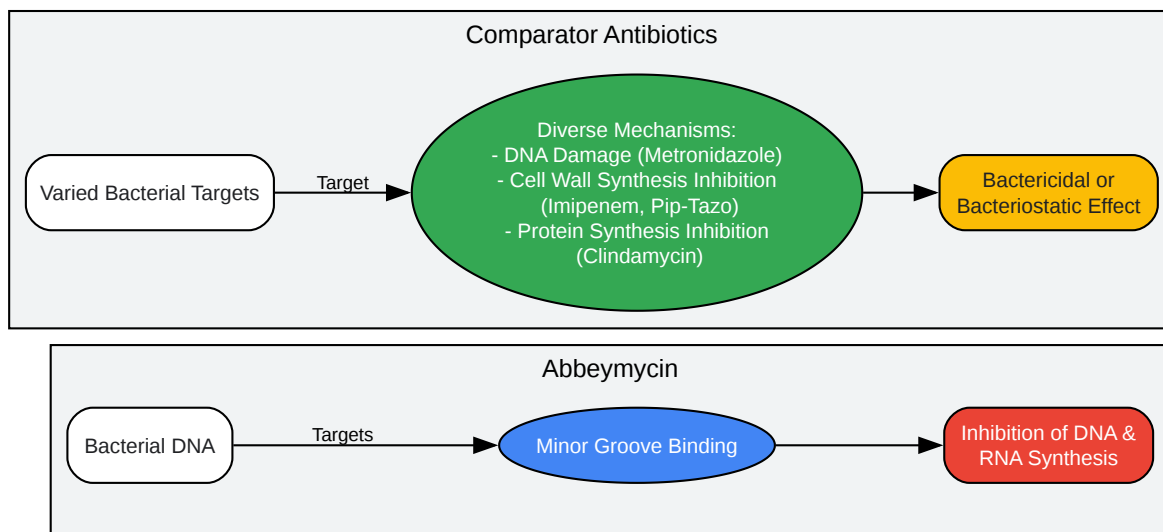 Comparator Antibiotics
Varied Bacterial Targets
Target
Diverse Mechanisms:
- DNA Damage (Metronidazole)
- Cell Wall Synthesis Inhibition
(Imipenem, Pip-Tazo)
- Protein Synthesis Inhibition
(Clindamycin)
Bactericidal or
Bacteriostatic Effect
Abbeymycin
Bacterial DNA
Targets
Minor Groove Binding
Inhibition of DNA &
RNA Synthesis